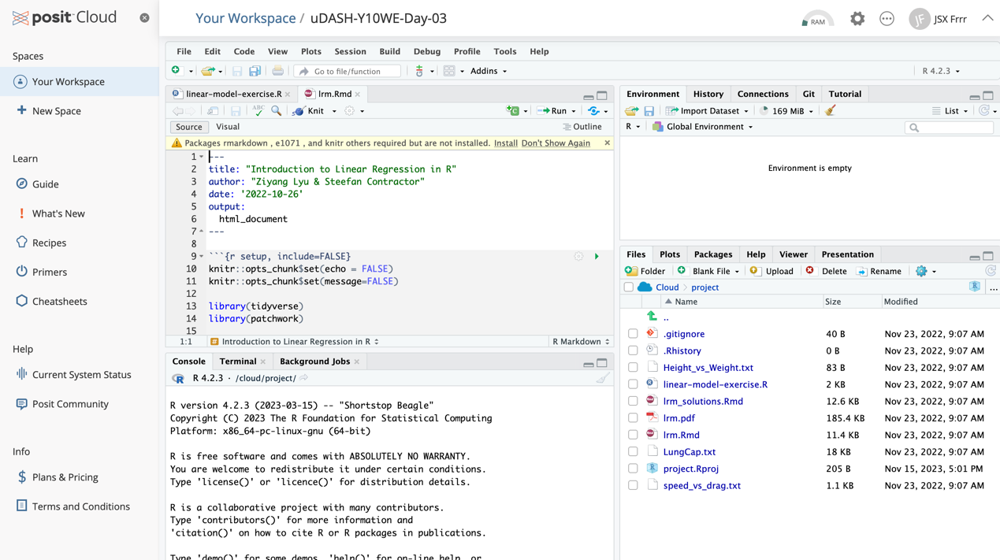 posit Cloud
Your Workspace / uDASH-Y10WE-Day-03
RAM
JF JSX Frrr
Spaces
Your Workspace
New Space
Learn
Guide
What's New
Recipes
Primers
Cheatsheets
Help
Current System Status
Posit Community
Info
Plans & Pricing
Terms and Conditions
File Edit Code View Plots Session Build Debug Profile Tools Help
Go to file/function Addins R 4.2.3
linear-model-exercise.R lrm.Rmd
ABC Knit Run
Source Visual Outline
Packages rmarkdown , e1071 , and knitr others required but are not installed. Install Don't Show Again
1 ---
2 title: "Introduction to Linear Regression in R"
3 author: "Ziyang Lyu & Steefan Contractor"
4 date: '2022-10-26'
5 output:
6 html_document
7 ---
8
9 ```{r setup, include=FALSE}
10 knitr::opts_chunk$set(echo = FALSE)
11 knitr::opts_chunk$set(message=FALSE)
12
13 library(tidyverse)
14 library(patchwork)
15
1:1 # Introduction to Linear Regression in R R Markdown
Console Terminal Background Jobs
R 4.2.3 · /cloud/project/
R version 4.2.3 (2023-03-15) -- "Shortstop Beagle"
Copyright (C) 2023 The R Foundation for Statistical Computing
Platform: x86_64-pc-linux-gnu (64-bit)
R is free software and comes with ABSOLUTELY NO WARRANTY.
You are welcome to redistribute it under certain conditions.
Type 'license()' or 'licence()' for distribution details.
R is a collaborative project with many contributors.
Type 'contributors()' for more information and
'citation()' on how to cite R or R packages in publications.
Type 'demo()' for some demos, 'help()' for on-line help, or
Environment History Connections Git Tutorial
Import Dataset 169 MiB List
R Global Environment
Environment is empty
Files Plots Packages Help Viewer Presentation
Folder Blank File Upload Delete Rename
Cloud project ...
Name Size Modified
..
.gitignore 40 B Nov 23, 2022, 9:07 AM
.Rhistory 0 B Nov 23, 2022, 9:07 AM
Height_vs_Weight.txt 83 B Nov 23, 2022, 9:07 AM
linear-model-exercise.R 2 KB Nov 23, 2022, 9:07 AM
lrm_solutions.Rmd 12.6 KB Nov 23, 2022, 9:07 AM
lrm.pdf 185.4 KB Nov 23, 2022, 9:07 AM
lrm.Rmd 11.4 KB Nov 23, 2022, 9:07 AM
LungCap.txt 18 KB Nov 23, 2022, 9:07 AM
project.Rproj 205 B Nov 15, 2023, 5:01 PM
speed_vs_drag.txt 1.1 KB Nov 23, 2022, 9:07 AM